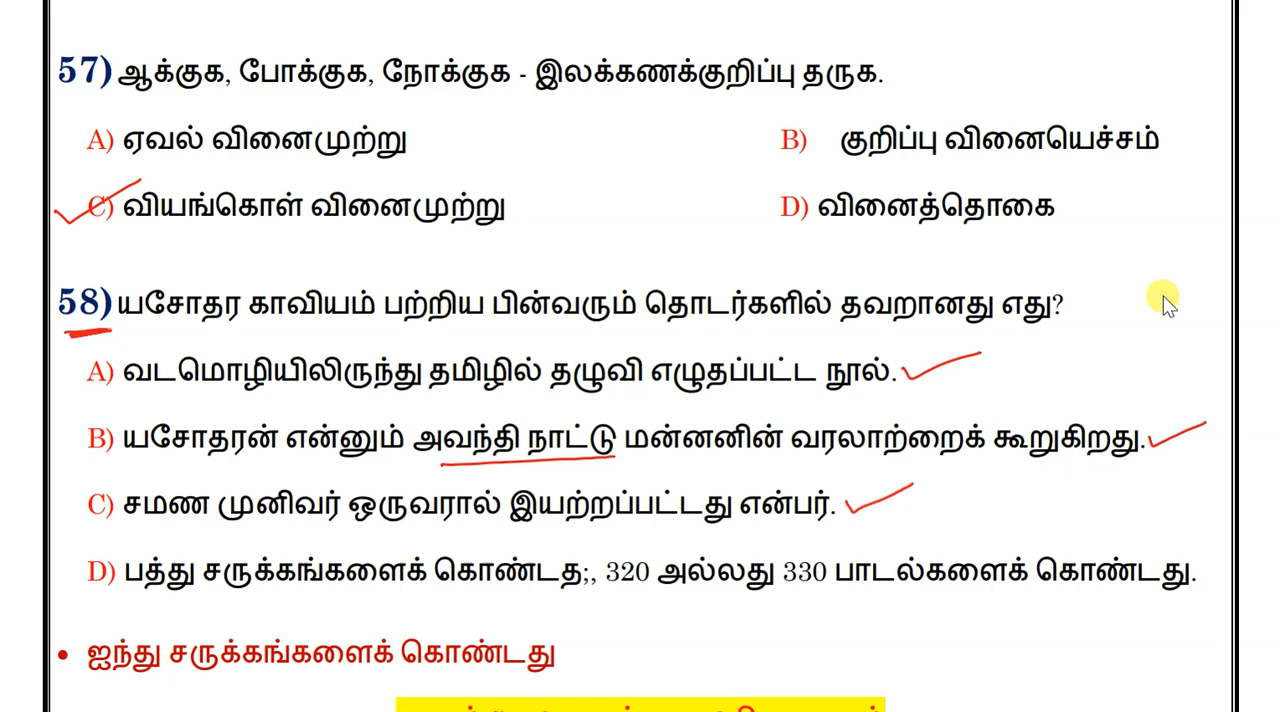 57) ஆக்குக, போக்குக, நோக்குக - இலக்கணக்குறிப்பு தருக.
A) ஏவல் வினைமுற்று B) குறிப்பு வினையெச்சம்
C) வியங்கொள் வினைமுற்று D) வினைத்தொகை
58) யசோதர காவியம் பற்றிய பின்வரும் தொடர்களில் தவறானது எது?
A) வடமொழியிலிருந்து தமிழில் தழுவி எழுதப்பட்ட நூல்.
B) யசோதரன் என்னும் அவந்தி நாட்டு மன்னனின் வரலாற்றைக் கூறுகிறது.
C) சமண முனிவர் ஒருவரால் இயற்றப்பட்டது என்பர்.
D) பத்து சருக்கங்களைக் கொண்டத;, 320 அல்லது 330 பாடல்களைக் கொண்டது.
• ஐந்து சருக்கங்களைக் கொண்டது